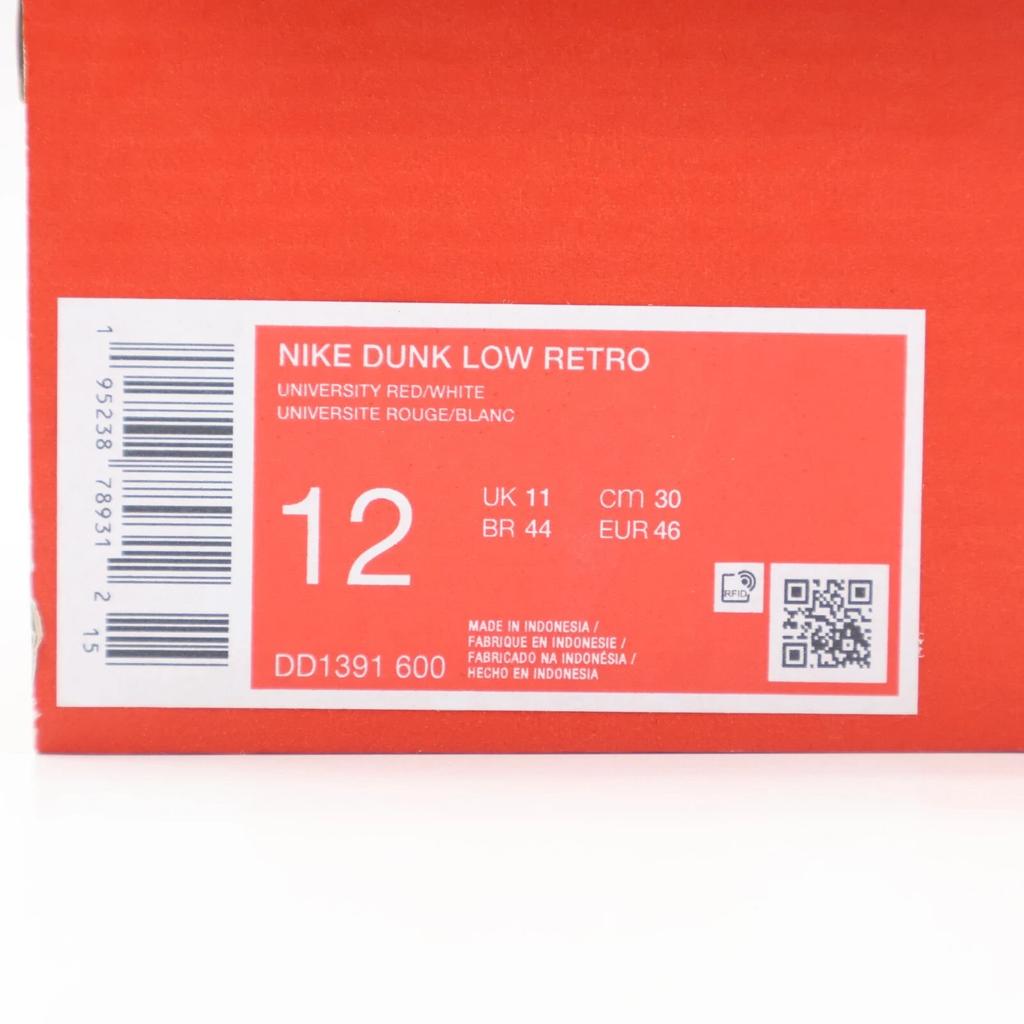 NIKE DUNK LOW RETRO
UNIVERSITY RED/WHITE
UNIVERSITE ROUGE/BLANC
12
UK 11 cm 30
BR 44 EUR 46
RFID
DD1391 600
MADE IN INDONESIA /
FABRIQUE EN INDONESIE /
FABRICADO NA INDONÉSIA /
HECHO EN INDONESIA
1 95238 78931 2 15